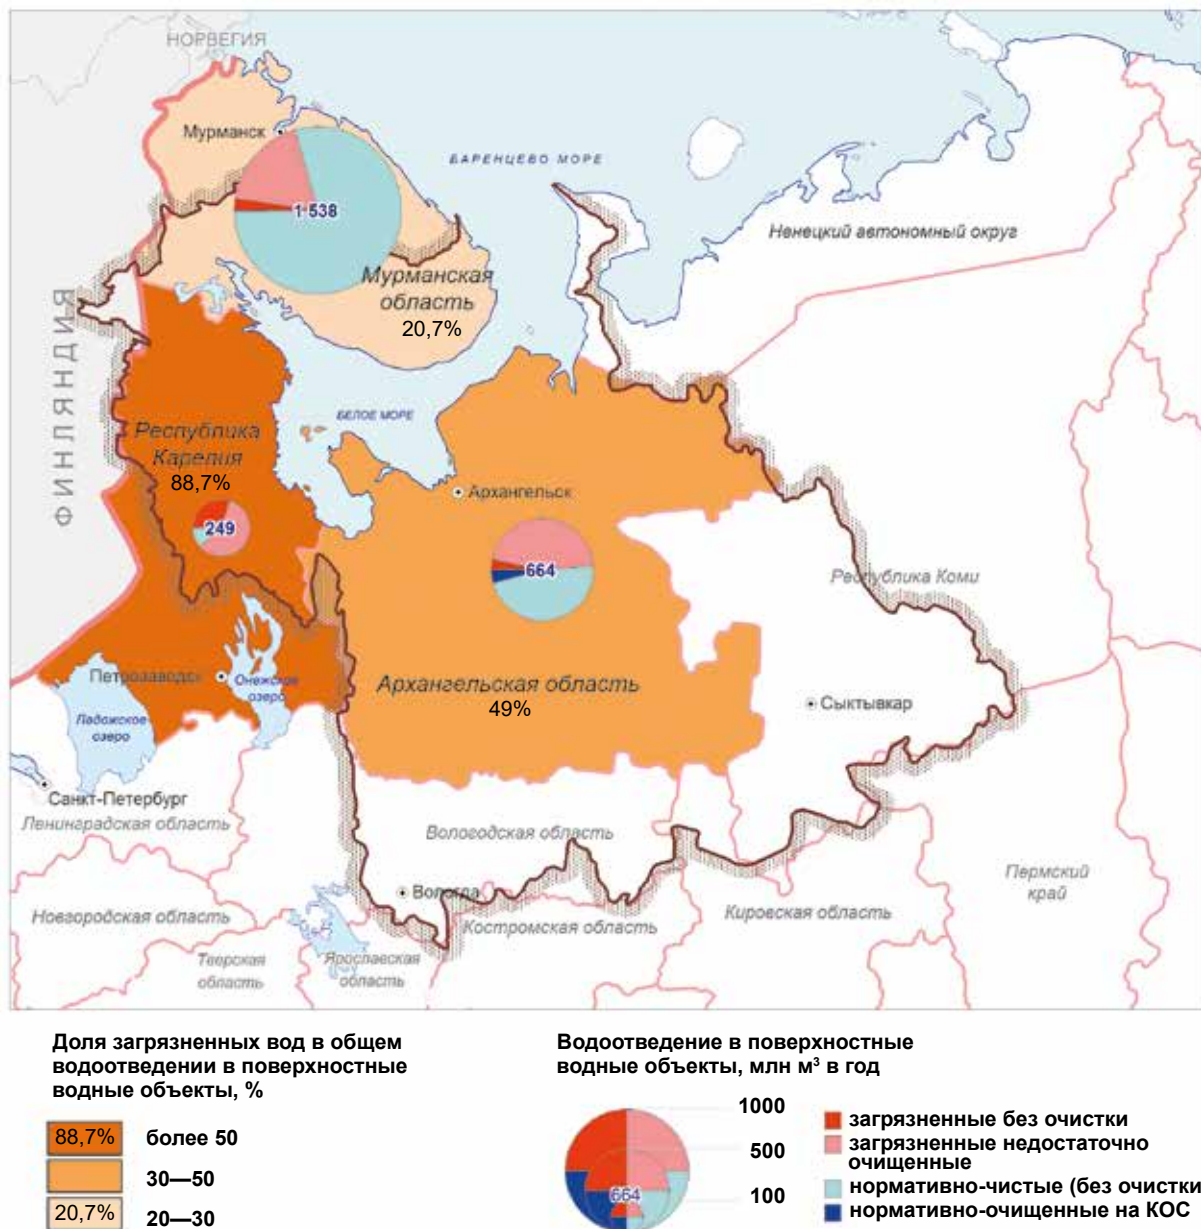 НОРВЕГИЯ
Мурманск
БАРЕНЦЕВО МОРЕ
1 538
Ненецкий автономный округ
Мурманская
область
20,7%
ФИНЛЯНДИЯ
БЕЛОЕ МОРЕ
Республика
Карелия
88,7%
Архангельск
249
664
Республика Коми
Петрозаводск
Онежское
озеро
Архангельская область
49%
Ладожское
озеро
Сыктывкар
Санкт-Петербург
Ленинградская область
Вологодская область
Вологда
Пермский
край
Новгородская область
Костромская область
Кировская область
Тверская
область
Ярославская
область
Доля загрязненных вод в общем
водоотведении в поверхностные
водные объекты, %
88,7% более 50
30—50
20,7% 20—30
Водоотведение в поверхностные
водные объекты, млн м³ в год
1000
500
100
664
загрязненные без очистки
загрязненные недостаточно
очищенные
нормативно-чистые (без очистки
нормативно-очищенные на КОС